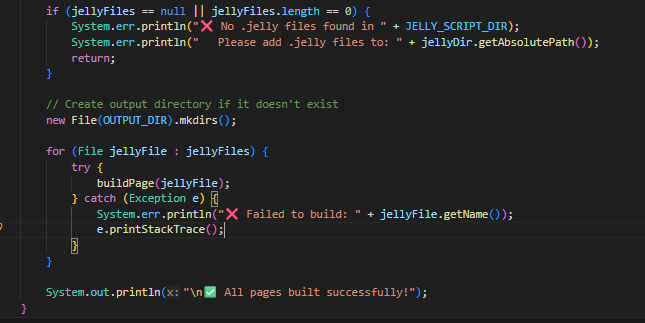 if (jellyFiles == null || jellyFiles.length == 0) {
System.err.println("❌ No .jelly files found in " + JELLY_SCRIPT_DIR);
System.err.println("   Please add .jelly files to: " + jellyDir.getAbsolutePath());
return;
}
// Create output directory if it doesn't exist
new File(OUTPUT_DIR).mkdirs();
for (File jellyFile : jellyFiles) {
try {
buildPage(jellyFile);
} catch (Exception e) {
System.err.println("❌ Failed to build: " + jellyFile.getName());
e.printStackTrace();
}
}
System.out.println(x: "\n✅ All pages built successfully!");
}